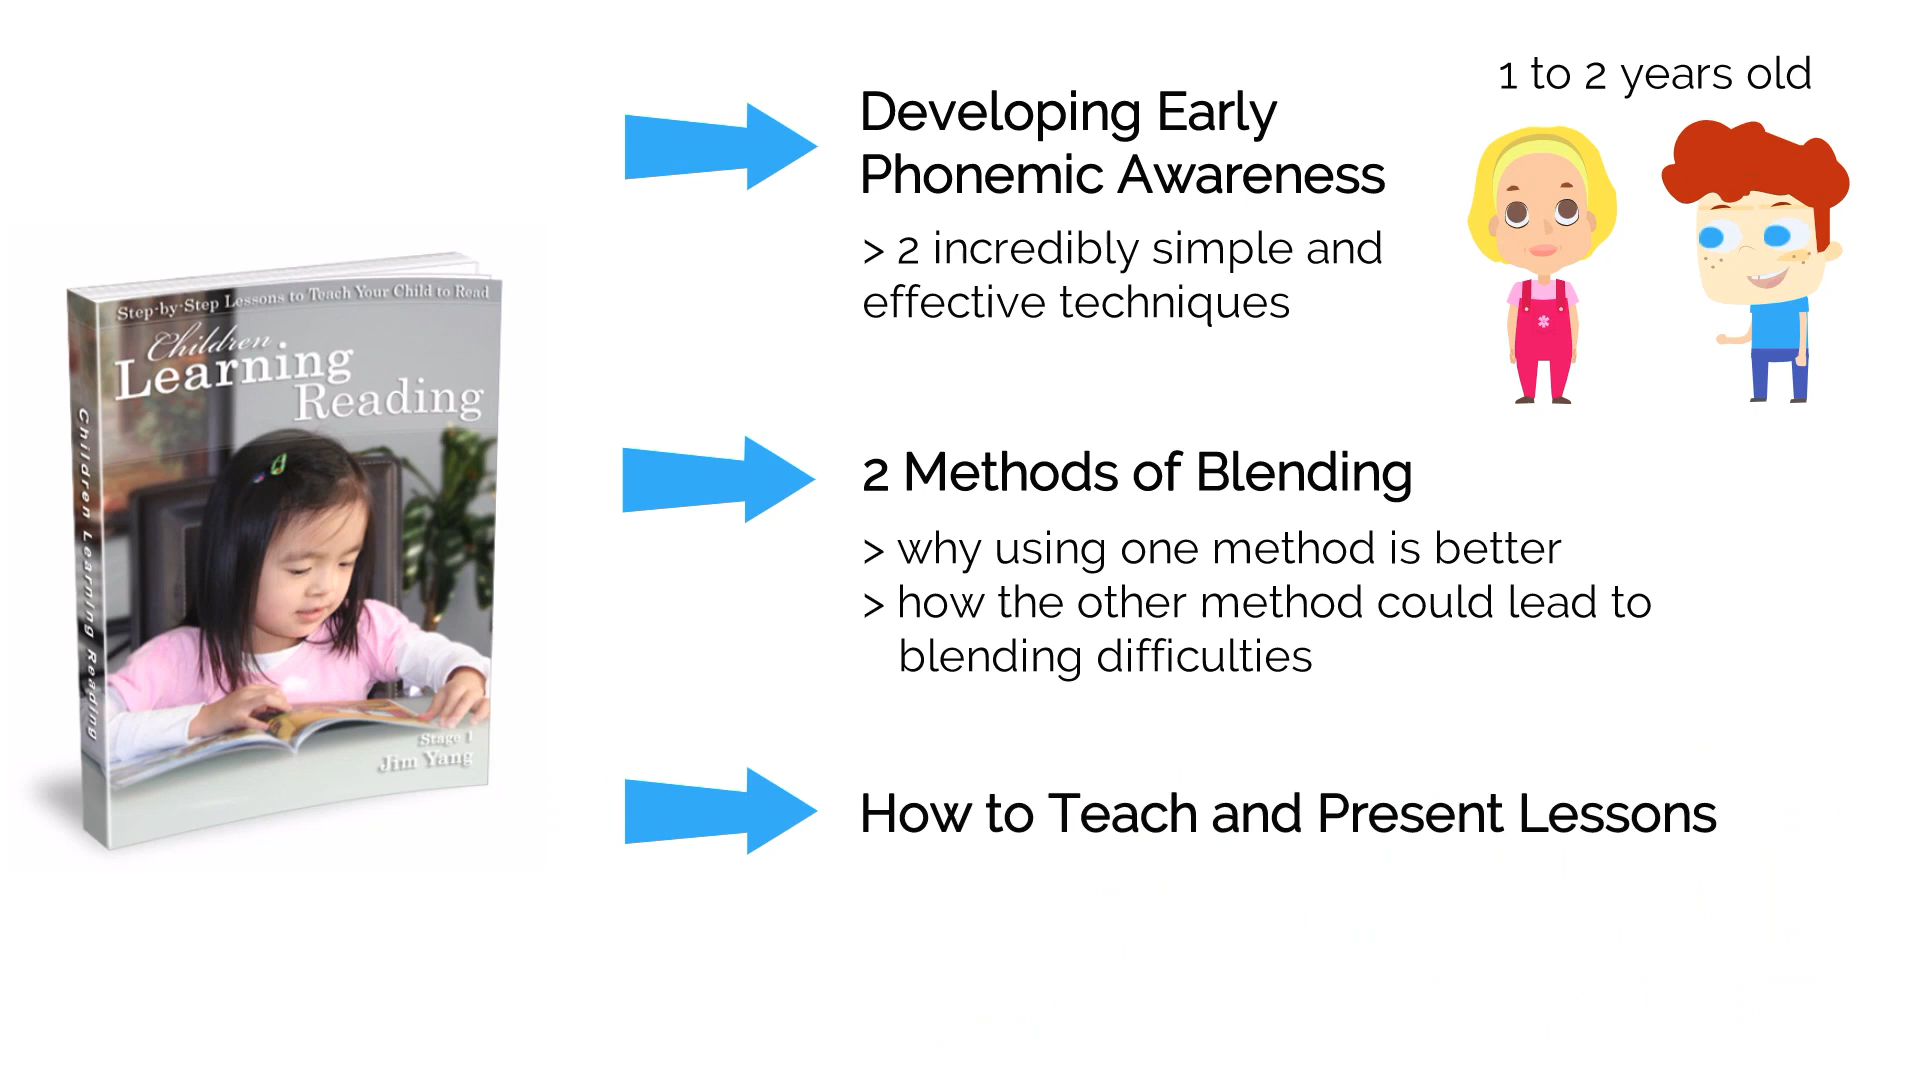 Step-by-Step Lessons to Teach Your Child to Read
Children
Learning
Reading
Children Learning Reading
Stage 1
Jim Yang
Developing Early
Phonemic Awareness
> 2 incredibly simple and
effective techniques
1 to 2 years old
2 Methods of Blending
> why using one method is better
> how the other method could lead to
blending difficulties
How to Teach and Present Lessons